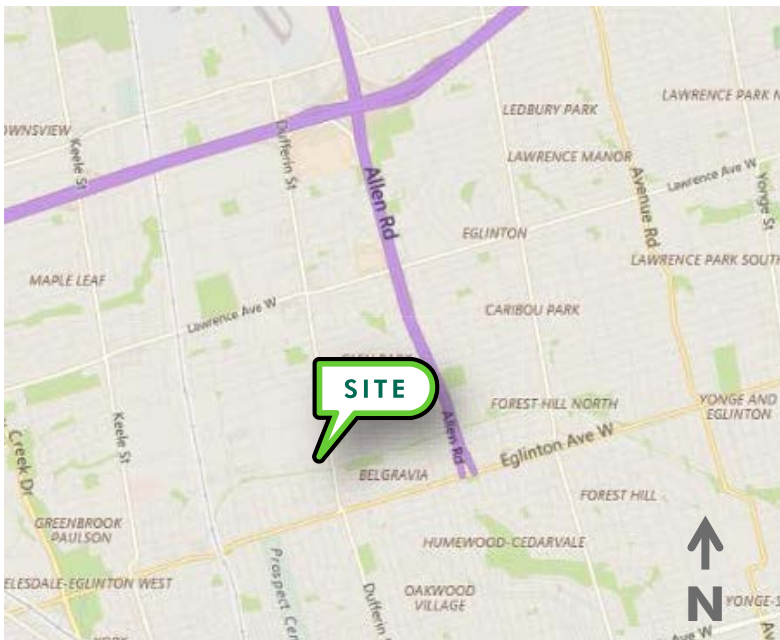 LAWRENCE PARK N
LEDBURY PARK
OWNSVIEW
Keele St
Dufferin St
LAWRENCE MANOR
Allen Rd
Avenue Rd
Lawrence Ave W
Yonge St
EGLINTON
LAWRENCE PARK SOUTH
MAPLE LEAF
Lawrence Ave W
CARIBOU PARK
SITE
Keele St
Creek Dr
Allen Rd
FOREST HILL NORTH
YONGE AND
EGLINTON
Eglinton Ave W
BELGRAVIA
FOREST HILL
GREENBROOK
PAULSON
HUMEWOOD-CEDARVALE
ELESDALE-EGLINTON WEST
Prospect Cer
Dufferin
OAKWOOD
VILLAGE
N
YONGE-S
Ave W